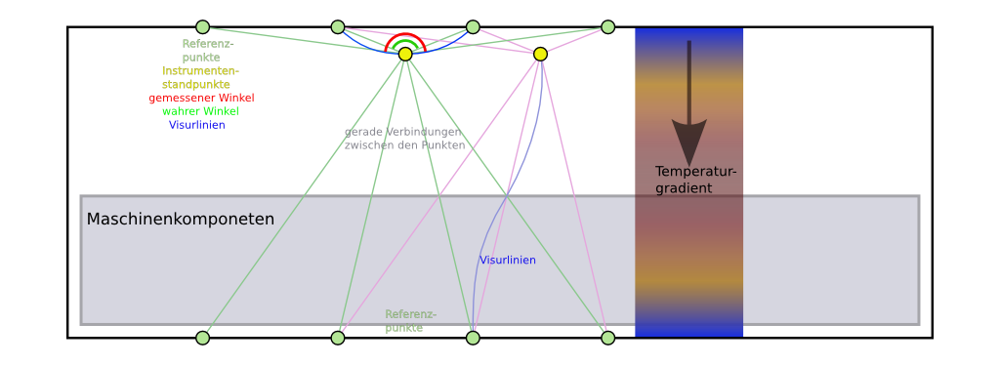 Referenz-
punkte
Instrumenten-
standpunkte
gemessener Winkel
wahrer Winkel
Visurlinien
gerade Verbindungen
zwischen den Punkten
Temperatur-
gradient
Maschinenkomponeten
Visurlinien
Referenz-
punkte